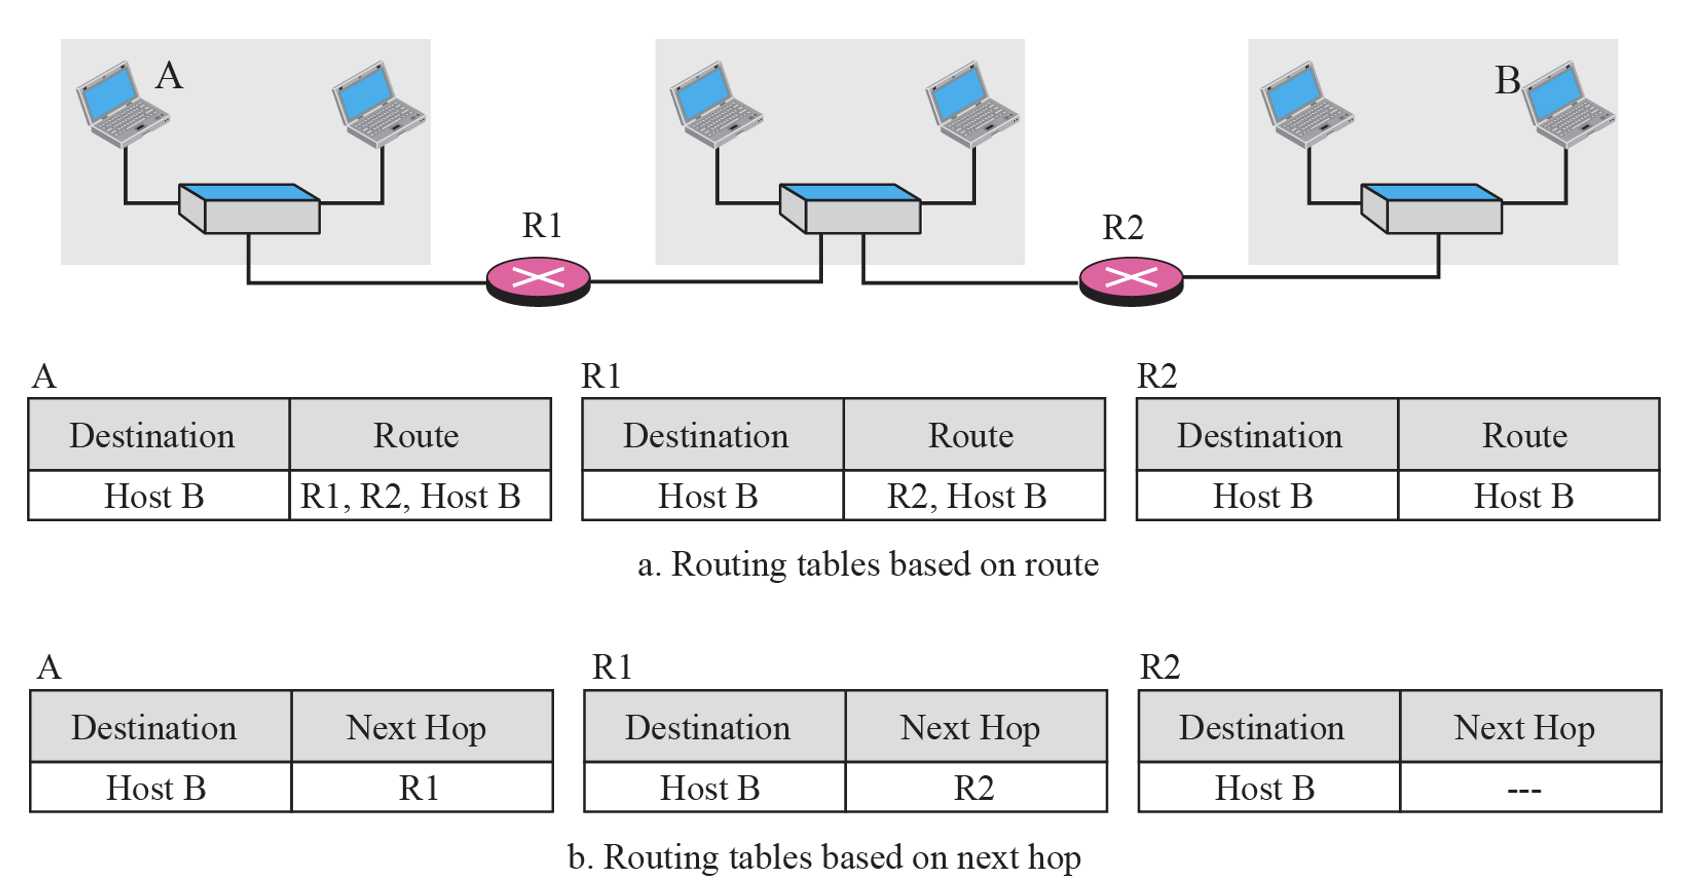 A
B
R1
R2
A
R1
R2
Destination Route
Destination Route
Destination Route
Host B R1, R2, Host B
Host B R2, Host B
Host B Host B
a. Routing tables based on route
A
R1
R2
Destination Next Hop
Destination Next Hop
Destination Next Hop
Host B R1
Host B R2
Host B ---
b. Routing tables based on next hop